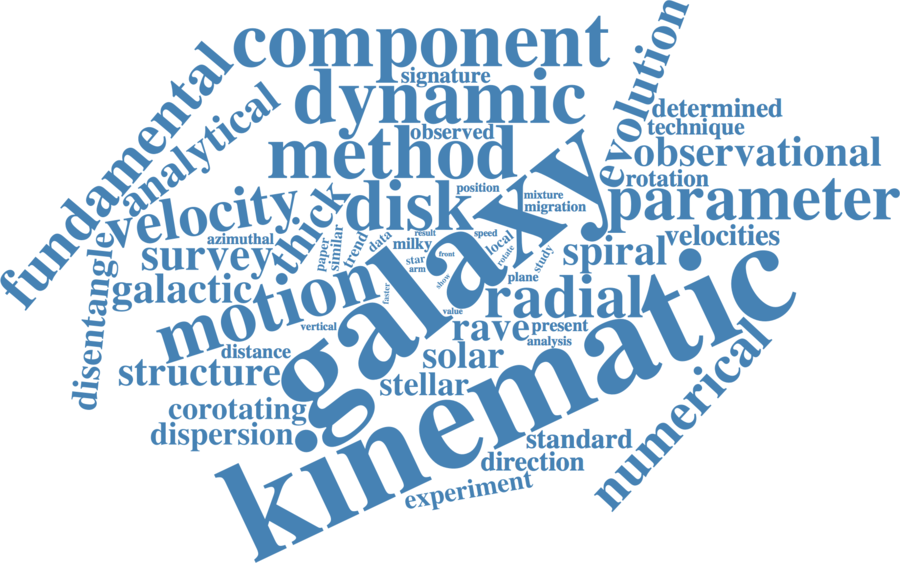 component
signature
dynamic
observed
method
fundamental
analytical
evolution
determined
technique
observational
rotation
parameter
velocity
thick
disk
position
mixture
migration
galaxy
azimuthal
survey
paper
similar
trend
data
milky
result
speed
local
rotate
study
spiral
velocities
disentangle
galactic
star
arm
front
show
plane
motion
faster
value
radial
kinematic
vertical
rave
present
analysis
distance
structure
solar
stellar
corotating
dispersion
numerical
standard
direction
experiment